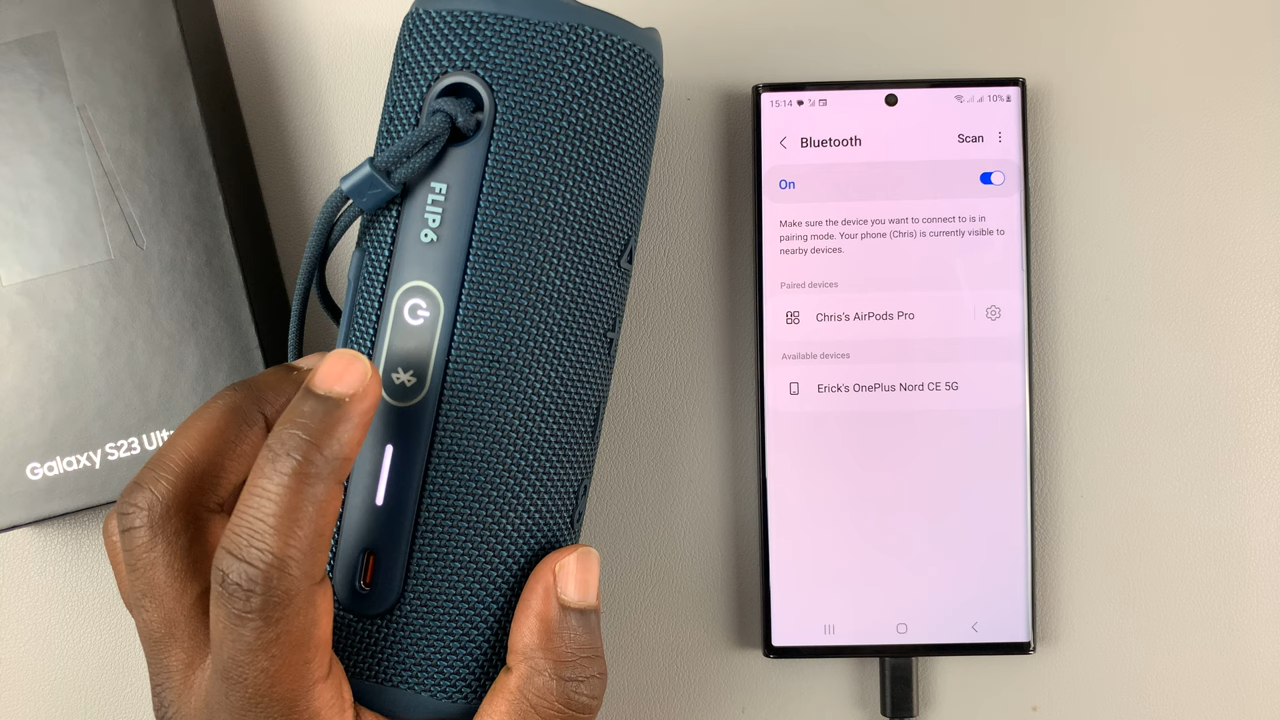 Galaxy S23 Ult
FLIP6
15:14
10%
Bluetooth
Scan
On
Make sure the device you want to connect to is in
pairing mode. Your phone (Chris) is currently visible to
nearby devices.
Paired devices
Chris's AirPods Pro
Available devices
Erick's OnePlus Nord CE 5G